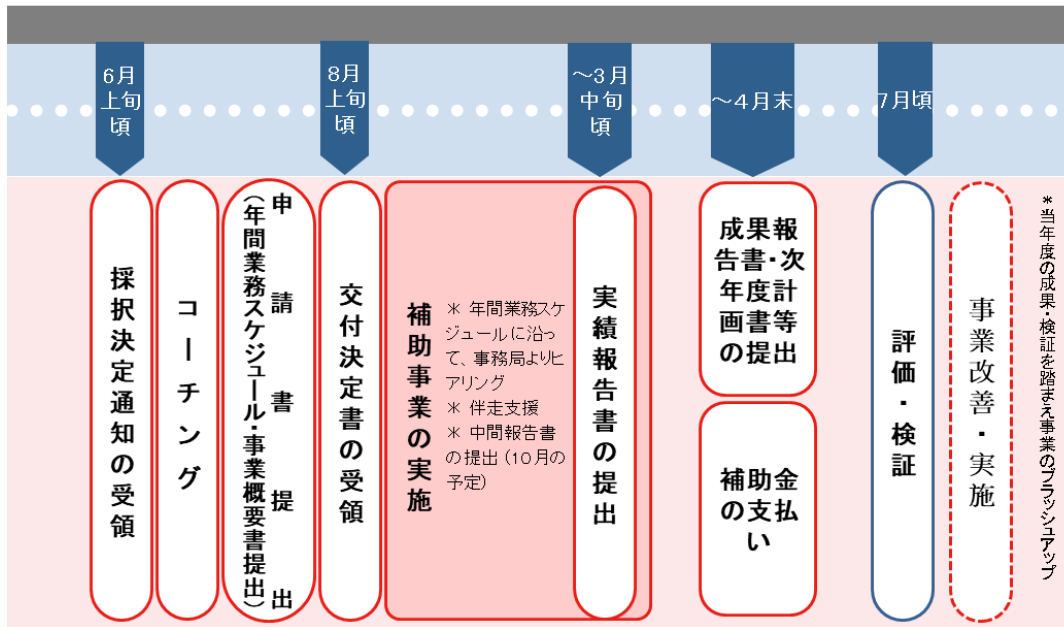 6月
上旬
頃
8月
上旬
頃
～3月
中旬
頃
～4月末
7月頃
採択決定通知の受領
コーチング
申請書提出
（年間業務スケジュール・事業概要書提出）
交付決定書の受領
補助事業の実施
＊ 年間業務スケ
ジュールに沿っ
て、事務局よりヒ
アリング
＊ 伴走支援
＊ 中間報告書
の提出（10月の
予定）
実績報告書の提出
成果報
告書・次
年度計
画書等
の提出
補助金
の支払
い
評価・検証
事業改善・実施
＊当年度の成果・検証を踏まえ事業のブラッシュアップ